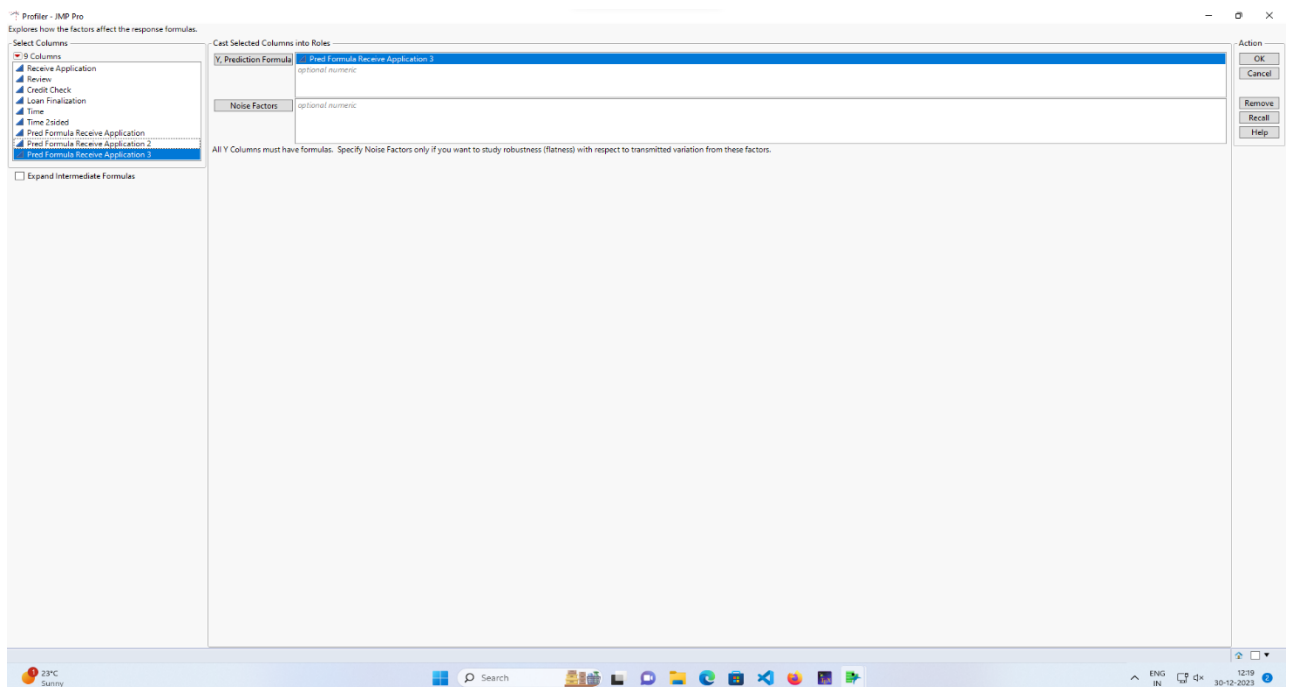 Profiler - JMP Pro
Explores how the factors affect the response formulas.
Select Columns
9 Columns
Receive Application
Review
Credit Check
Loan Finalization
Time
Time 2sided
Pred Formula Receive Application
Pred Formula Receive Application 2
Pred Formula Receive Application 3
Expand Intermediate Formulas
Cast Selected Columns into Roles
Y, Prediction Formula
Pred Formula Receive Application 3
optional numeric
Noise Factors
optional numeric
All Y Columns must have formulas. Specify Noise Factors only if you want to study robustness (flatness) with respect to transmitted variation from these factors.
Action
OK
Cancel
Remove
Recall
Help
1
23°C
Sunny
Search
ENG
IN
12:19
30-12-2023
2